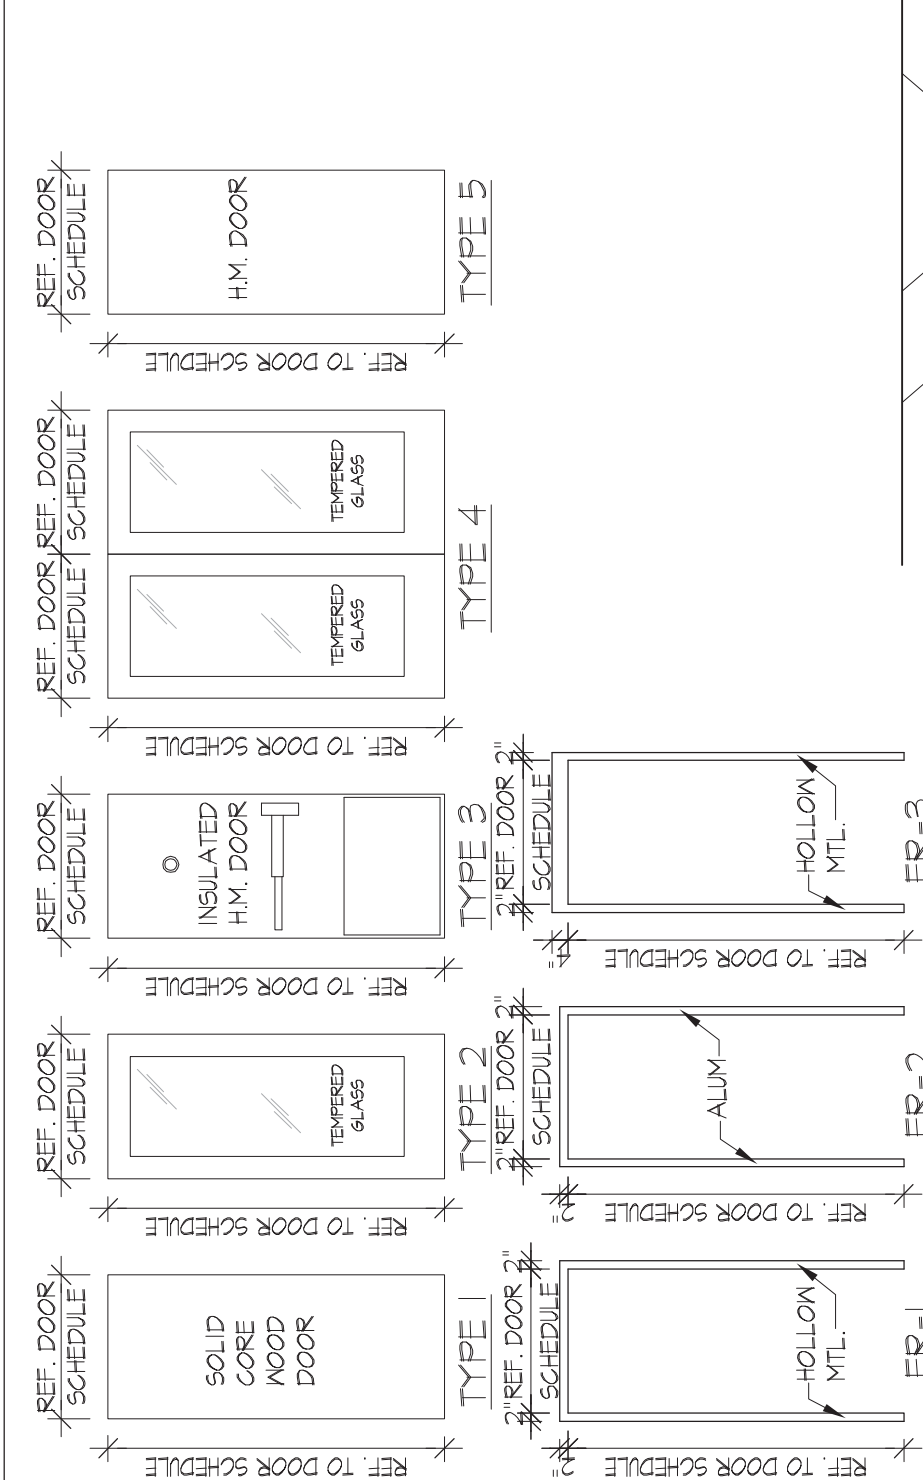 REF. DOOR
SCHEDULE
REF. TO DOOR SCHEDULE
SOLID
CORE
WOOD
DOOR
TYPE 1
REF. DOOR
SCHEDULE
REF. TO DOOR SCHEDULE
TEMPERED
GLASS
TYPE 2
REF. DOOR
SCHEDULE
REF. TO DOOR SCHEDULE
INSULATED
H.M. DOOR
TYPE 3
REF. DOOR
SCHEDULE
REF. DOOR
SCHEDULE
REF. TO DOOR SCHEDULE
TEMPERED
GLASS
TEMPERED
GLASS
TYPE 4
REF. DOOR
SCHEDULE
REF. TO DOOR SCHEDULE
H.M. DOOR
TYPE 5
2" REF. DOOR 2"
SCHEDULE
2"
REF. TO DOOR SCHEDULE
HOLLOW
MTL.
FR-1
2" REF. DOOR 2"
SCHEDULE
2"
REF. TO DOOR SCHEDULE
ALUM
FR-2
2" REF. DOOR 2"
SCHEDULE
4"
REF. TO DOOR SCHEDULE
HOLLOW
MTL.
FR-3